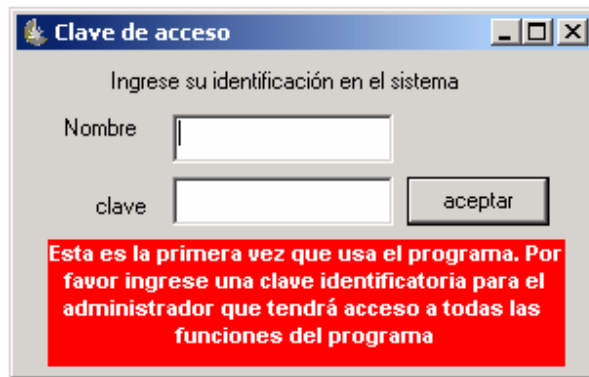 Clave de acceso
Ingrese su identificación en el sistema
Nombre
clave
aceptar
Esta es la primera vez que usa el programa. Por
favor ingrese una clave identificatoria para el
administrador que tendrá acceso a todas las
funciones del programa